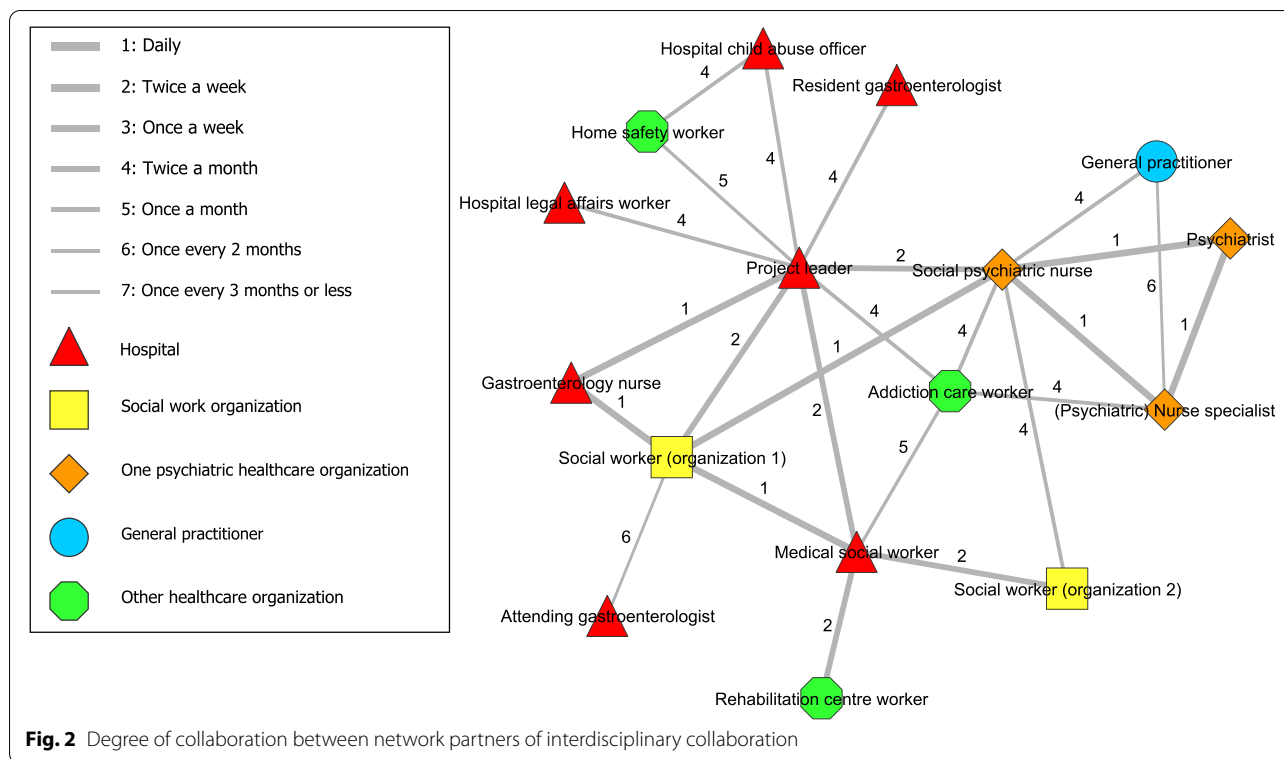 1: Daily
2: Twice a week
3: Once a week
4: Twice a month
5: Once a month
6: Once every 2 months
7: Once every 3 months or less
Hospital
Social work organization
One psychiatric healthcare organization
General practitioner
Other healthcare organization
Hospital child abuse officer
4
Resident gastroenterologist
Home safety worker
4
5
4
General practitioner
Hospital legal affairs worker
4
4
Psychiatrist
1
2
Project leader
Social psychiatric nurse
6
1
4
4
1
1
2
1
Gastroenterology nurse
1
Addiction care worker
4
(Psychiatric) Nurse specialist
2
4
5
Social worker (organization 1)
1
6
Medical social worker
2
Social worker (organization 2)
Attending gastroenterologist
2
Rehabilitation centre worker
Fig. 2 Degree of collaboration between network partners of interdisciplinary collaboration